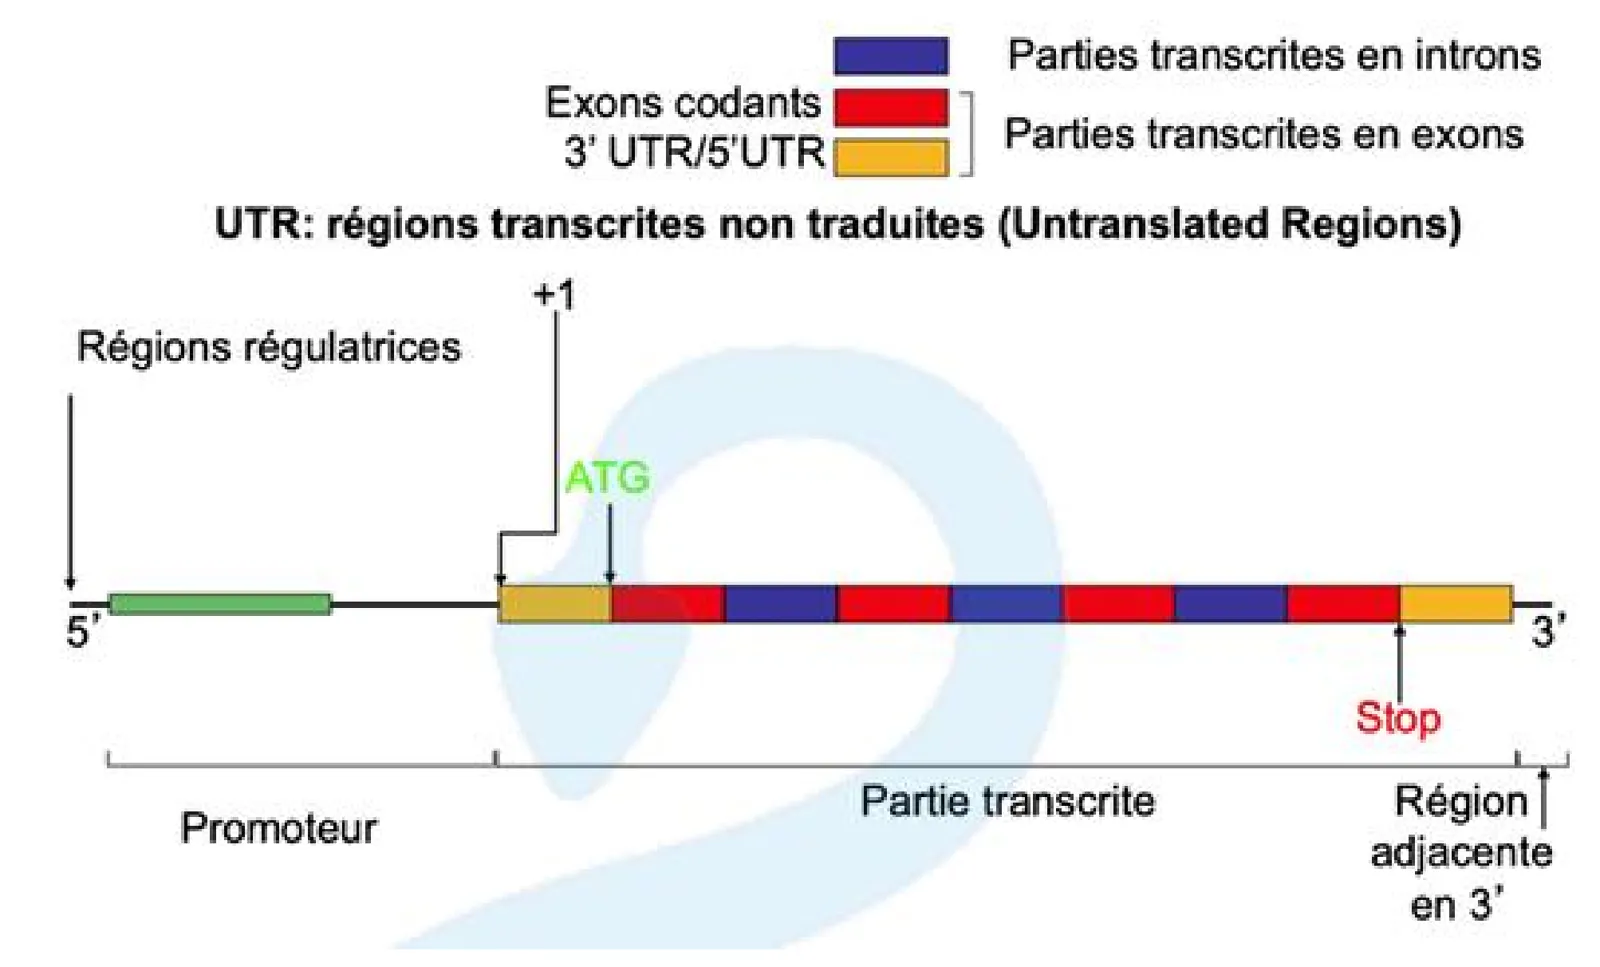 Parties transcrites en introns
Exons codants
3’ UTR/5’UTR
Parties transcrites en exons
UTR: régions transcrites non traduites (Untranslated Regions)
+1
Régions régulatrices
ATG
5’
3’
Stop
Promoteur
Partie transcrite
Région
adjacente
en 3’